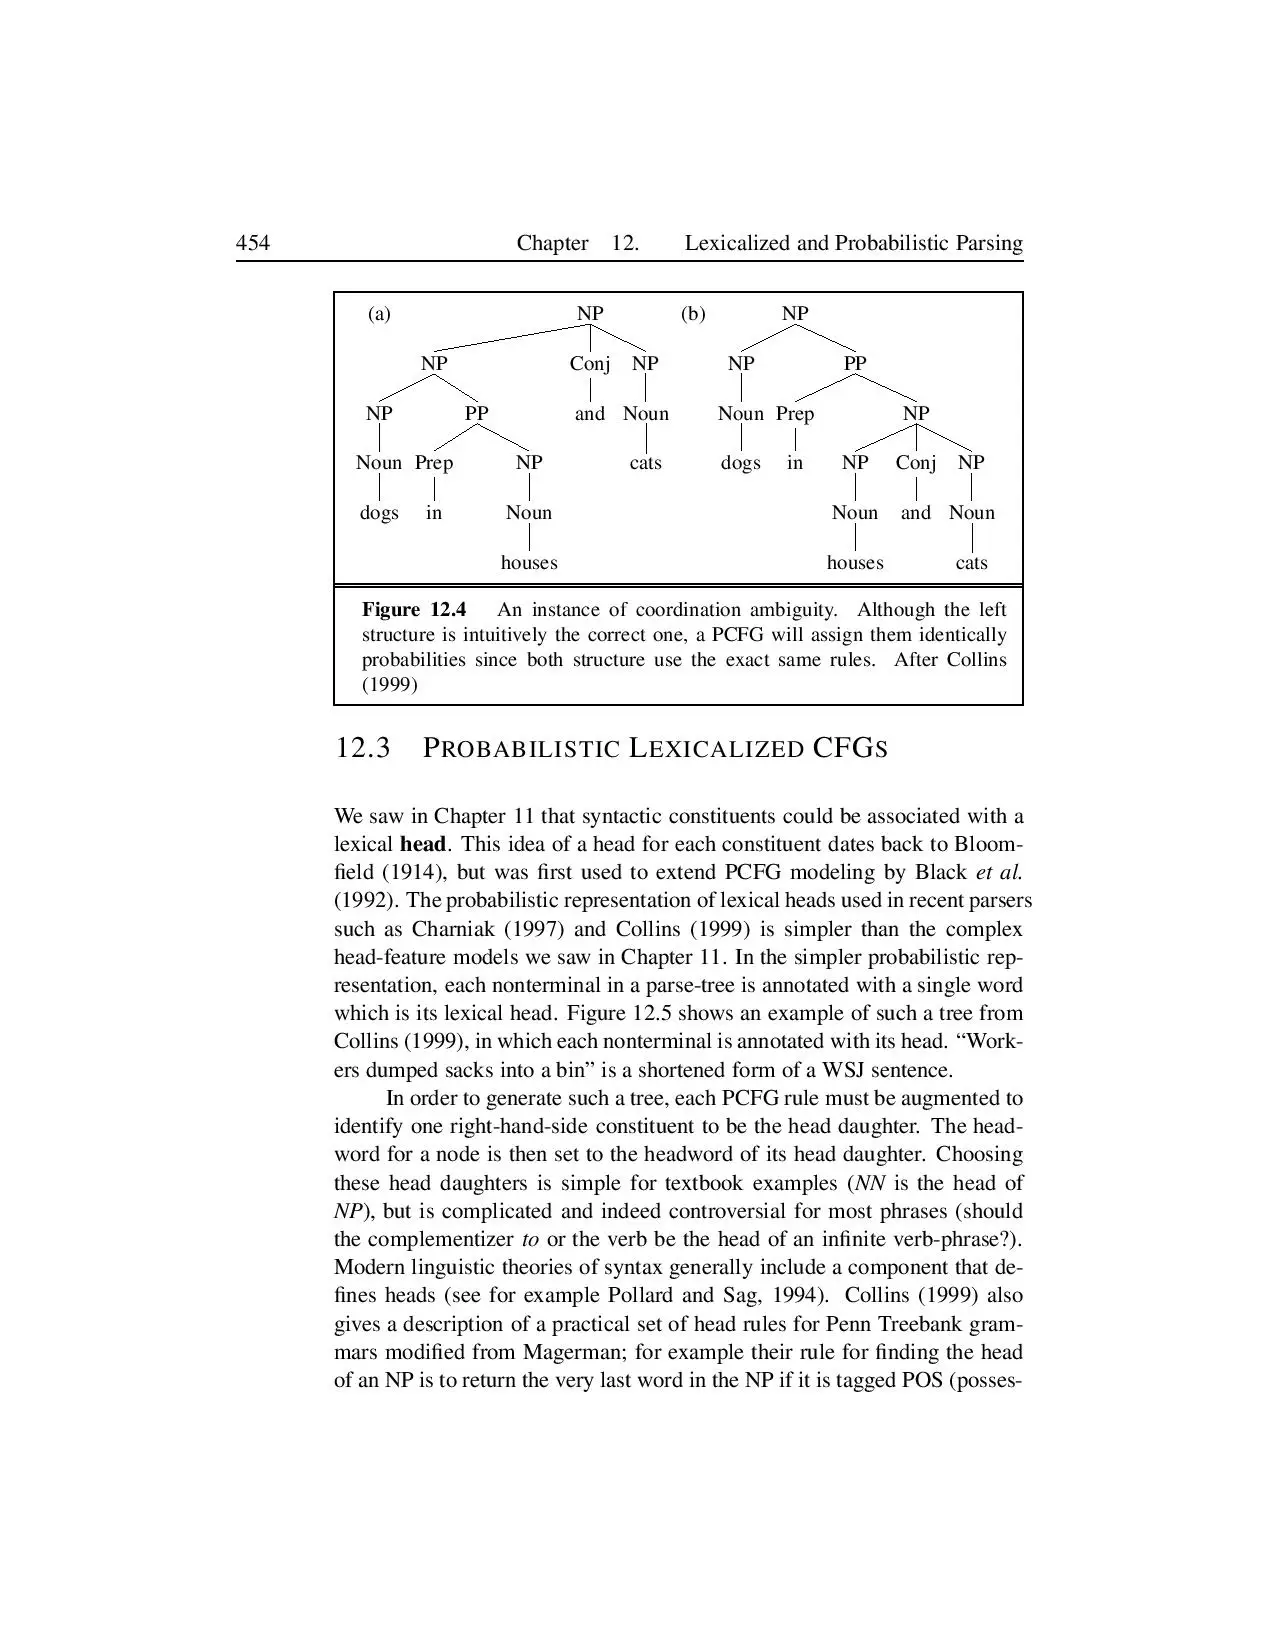 454 Chapter 12. Lexicalized and Probabilistic Parsing
(a) NP (b) NP
NP Conj NP NP PP
NP PP and Noun Noun Prep NP
Noun Prep NP cats dogs in NP Conj NP
dogs in Noun Noun and Noun
houses houses cats
Figure 12.4 An instance of coordination ambiguity. Although the left
structure is intuitively the correct one, a PCFG will assign them identically
probabilities since both structure use the exact same rules. After Collins
(1999)
12.3 PROBABILISTIC LEXICALIZED CFGS
We saw in Chapter 11 that syntactic constituents could be associated with a
lexical head. This idea of a head for each constituent dates back to Bloom-
field (1914), but was first used to extend PCFG modeling by Black et al.
(1992). The probabilistic representation of lexical heads used in recent parsers
such as Charniak (1997) and Collins (1999) is simpler than the complex
head-feature models we saw in Chapter 11. In the simpler probabilistic rep-
resentation, each nonterminal in a parse-tree is annotated with a single word
which is its lexical head. Figure 12.5 shows an example of such a tree from
Collins (1999), in which each nonterminal is annotated with its head. “Work-
ers dumped sacks into a bin” is a shortened form of a WSJ sentence.
In order to generate such a tree, each PCFG rule must be augmented to
identify one right-hand-side constituent to be the head daughter. The head-
word for a node is then set to the headword of its head daughter. Choosing
these head daughters is simple for textbook examples (NN is the head of
NP), but is complicated and indeed controversial for most phrases (should
the complementizer to or the verb be the head of an infinite verb-phrase?).
Modern linguistic theories of syntax generally include a component that de-
fines heads (see for example Pollard and Sag, 1994). Collins (1999) also
gives a description of a practical set of head rules for Penn Treebank gram-
mars modified from Magerman; for example their rule for finding the head
of an NP is to return the very last word in the NP if it is tagged POS (posses-